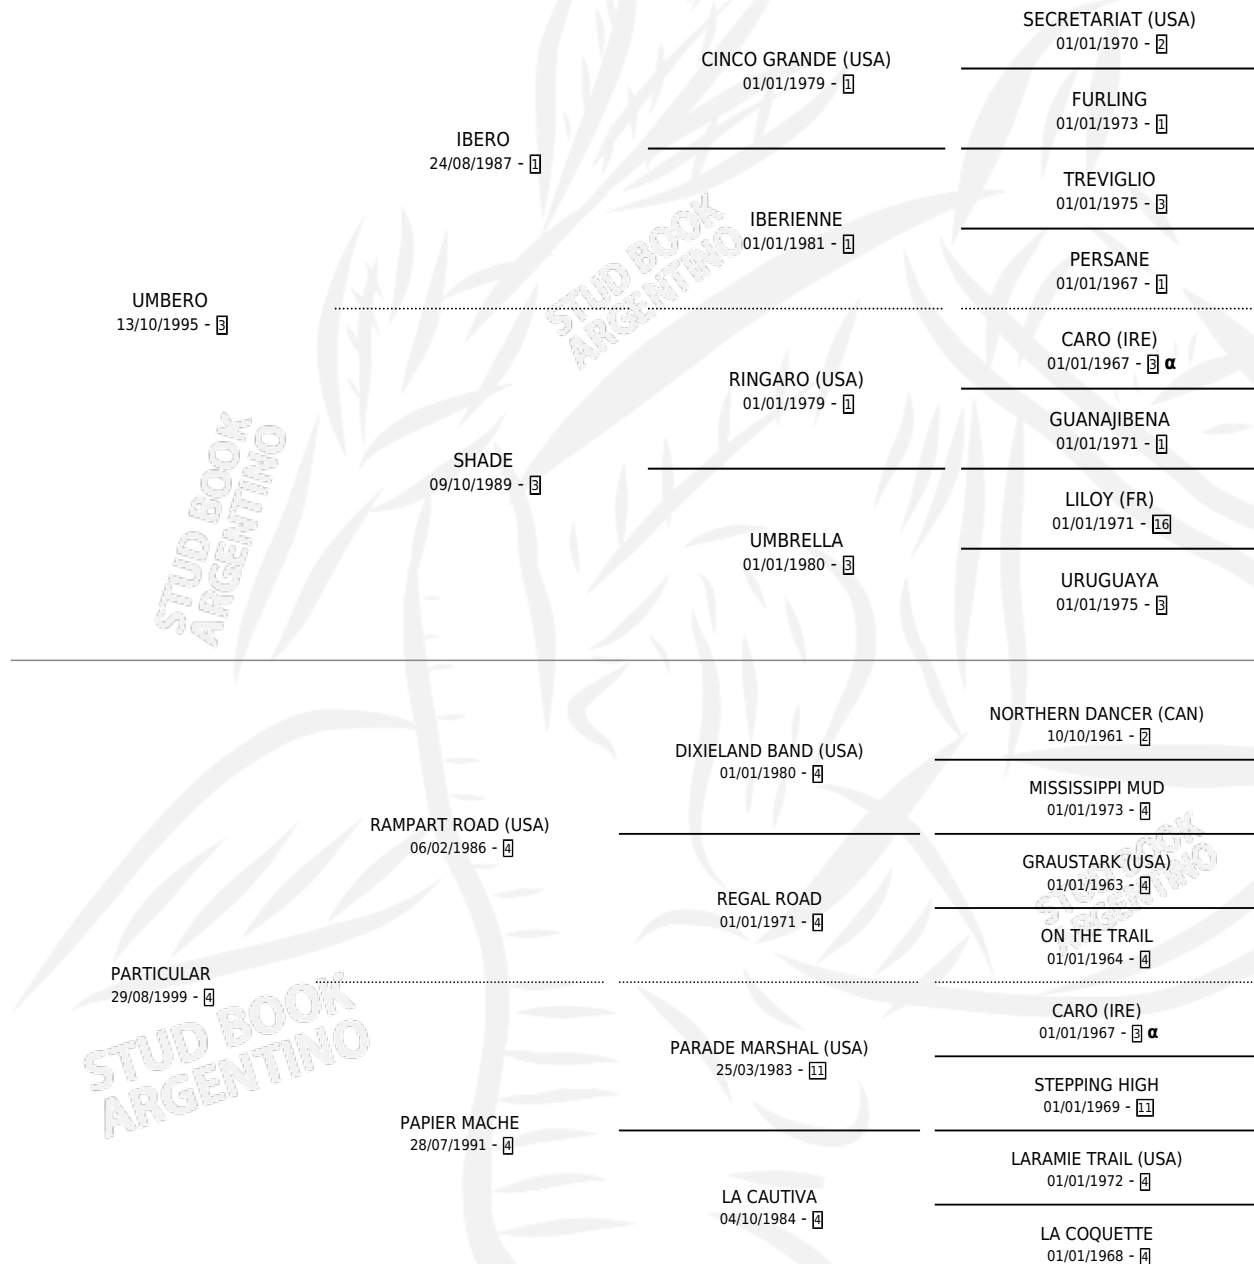 SECRETARIAT (USA)
01/01/1970 - 2
CINCO GRANDE (USA)
01/01/1979 - 1
FURLING
01/01/1973 - 1
IBERO
24/08/1987 - 1
TREVIGLIO
01/01/1975 - 3
IBERIENNE
01/01/1981 - 1
PERSANE
01/01/1967 - 1
UMBERO
13/10/1995 - 3
CARO (IRE)
01/01/1967 - 3 α
RINGARO (USA)
01/01/1979 - 1
GUANAJIBENA
01/01/1971 - 1
SHADE
09/10/1989 - 3
LILOY (FR)
01/01/1971 - 16
UMBRELLA
01/01/1980 - 3
URUGUAYA
01/01/1975 - 3
NORTHERN DANCER (CAN)
10/10/1961 - 2
DIXIELAND BAND (USA)
01/01/1980 - 4
MISSISSIPPI MUD
01/01/1973 - 4
RAMPART ROAD (USA)
06/02/1986 - 4
GRAUSTARK (USA)
01/01/1963 - 4
REGAL ROAD
01/01/1971 - 4
ON THE TRAIL
01/01/1964 - 4
PARTICULAR
29/08/1999 - 4
CARO (IRE)
01/01/1967 - 3 α
PARADE MARSHAL (USA)
25/03/1983 - 11
STEPPING HIGH
01/01/1969 - 11
PAPIER MACHE
28/07/1991 - 4
LARAMIE TRAIL (USA)
01/01/1972 - 4
LA CAUTIVA
04/10/1984 - 4
LA COQUETTE
01/01/1968 - 4
STUD BOOK
ARGENTINO
STUD BOOK
ARGENTINO
STUD BOOK
ARGENTINO
STUD BOOK
ARGENTINO